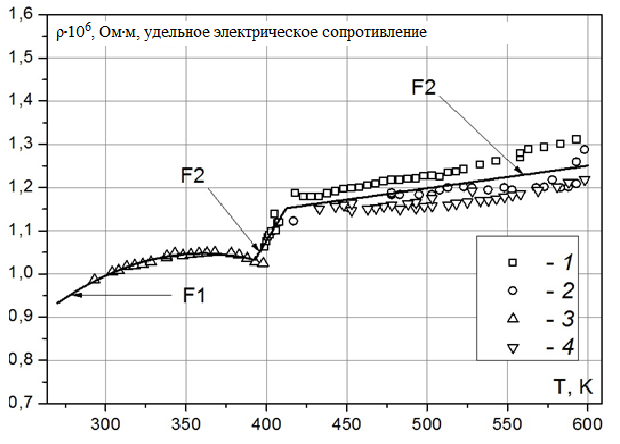 1,6
ρ·10⁶, Ом·м, удельное электрическое сопротивление
1,5
F2
1,4
1,3
F2
1,2
1,1
- 1
- 2
1,0
- 3
F1
0,9
- 4
0,8
T, K
0,7
300 350 400 450 500 550 600